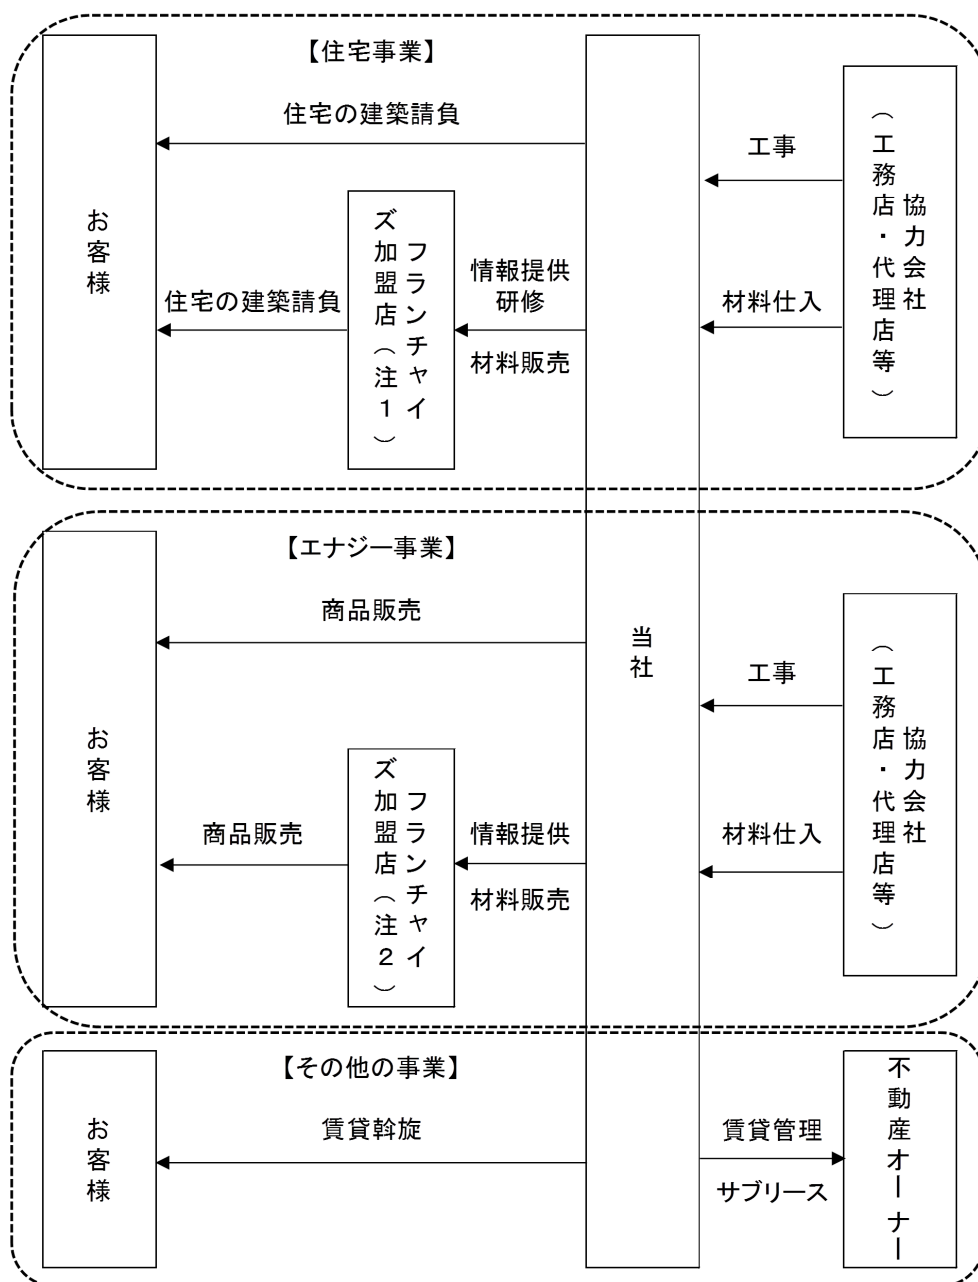 【住宅事業】
住宅の建築請負
工事
お客様
フランチャイ
ズ加盟店(注1)
住宅の建築請負
情報提供
研修
材料販売
材料仕入
協力会社
(工務店・代理店等)
【エナジー事業】
商品販売
当社
工事
お客様
フランチャイ
ズ加盟店(注2)
商品販売
情報提供
材料販売
材料仕入
協力会社
(工務店・代理店等)
【その他の事業】
お客様
賃貸斡旋
賃貸管理
サブリース
不動産オーナー